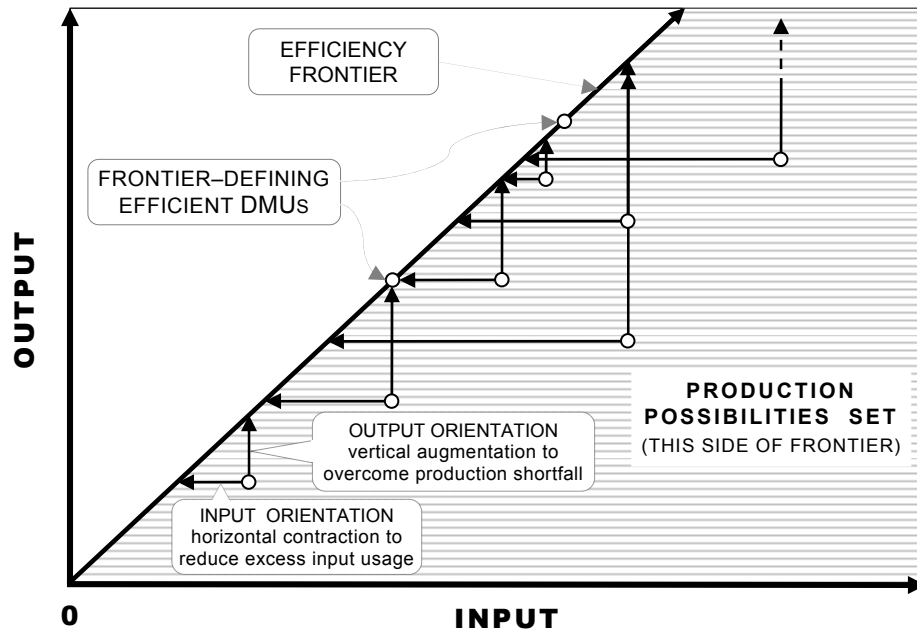 EFFICIENCY
FRONTIER
FRONTIER–DEFINING
EFFICIENT DMUS
OUTPUT
PRODUCTION
POSSIBILITIES SET
(THIS SIDE OF FRONTIER)
OUTPUT ORIENTATION
vertical augmentation to
overcome production shortfall
INPUT ORIENTATION
horizontal contraction to
reduce excess input usage
0
INPUT